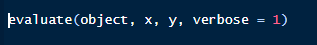 evaluate(object, x, y, verbose = 1)